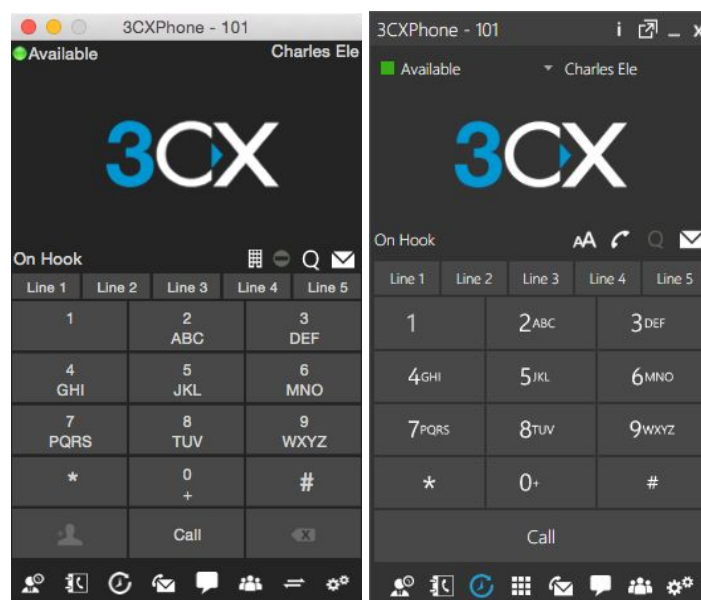 3CXPhone - 101
Available Charles Ele
3CX
On Hook Q
Line 1 Line 2 Line 3 Line 4 Line 5
1 2 3
ABC DEF
4 5 6
GHI JKL MNO
7 8 9
PQRS TUV WXYZ
* 0 #
+
Call
3CXPhone - 101 i _ x
Available Charles Ele
3CX
On Hook AA Q
Line 1 Line 2 Line 3 Line 4 Line 5
1 2ABC 3DEF
4GHI 5JKL 6MNO
7PQRS 8TUV 9WXYZ
* 0+ #
Call